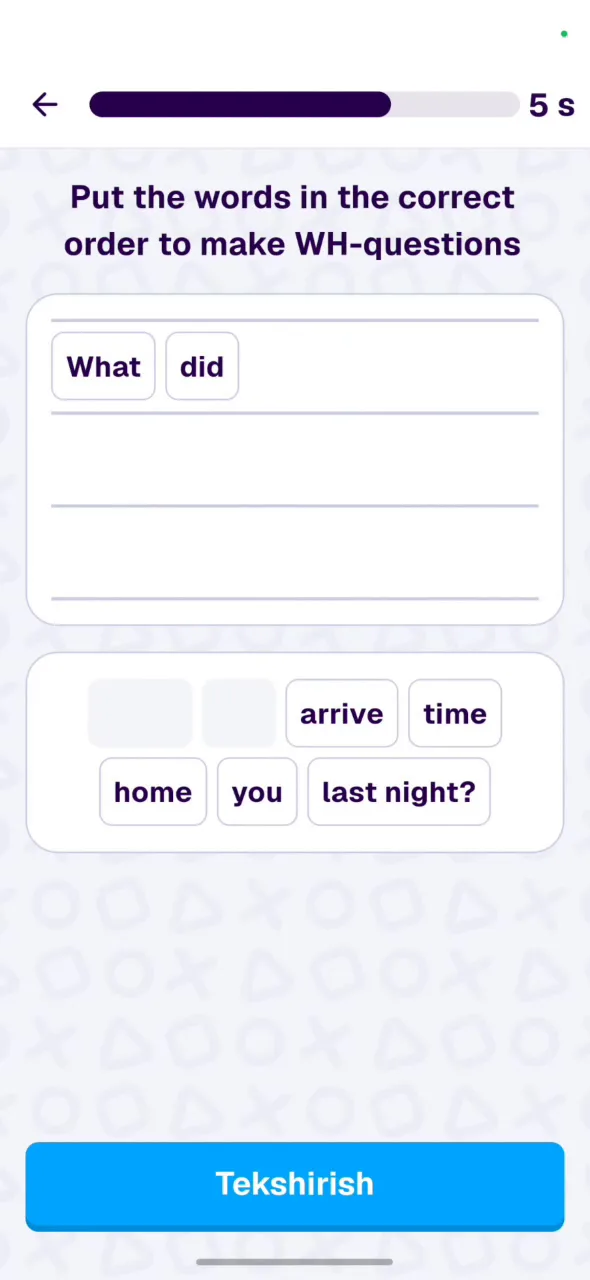 5 s
Put the words in the correct
order to make WH-questions
What did
arrive time
home you last night?
Tekshirish